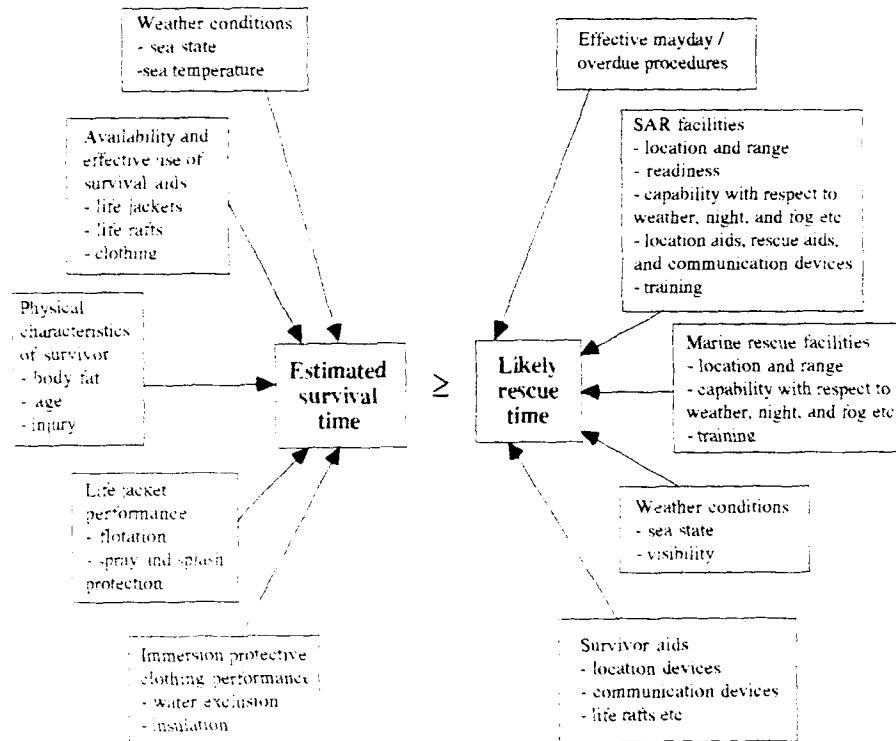 Weather conditions
- sea state
-sea temperature
Availability and
effective use of
survival aids
- life jackets
- life rafts
- clothing
Physical
characteristics
of survivor
- body fat
- age
- injury
Life jacket
performance
- flotation
- spray and splash
protection
Immersion protective
clothing performance
- water exclusion
- insulation
Estimated
survival
time
≥
Likely
rescue
time
Effective mayday /
overdue procedures
SAR facilities
- location and range
- readiness
- capability with respect to
weather, night, and fog etc
- location aids, rescue aids,
and communication devices
- training
Marine rescue facilities
- location and range
- capability with respect to
weather, night, and fog etc
- training
Weather conditions
- sea state
- visibility
Survivor aids
- location devices
- communication devices
- life rafts etc